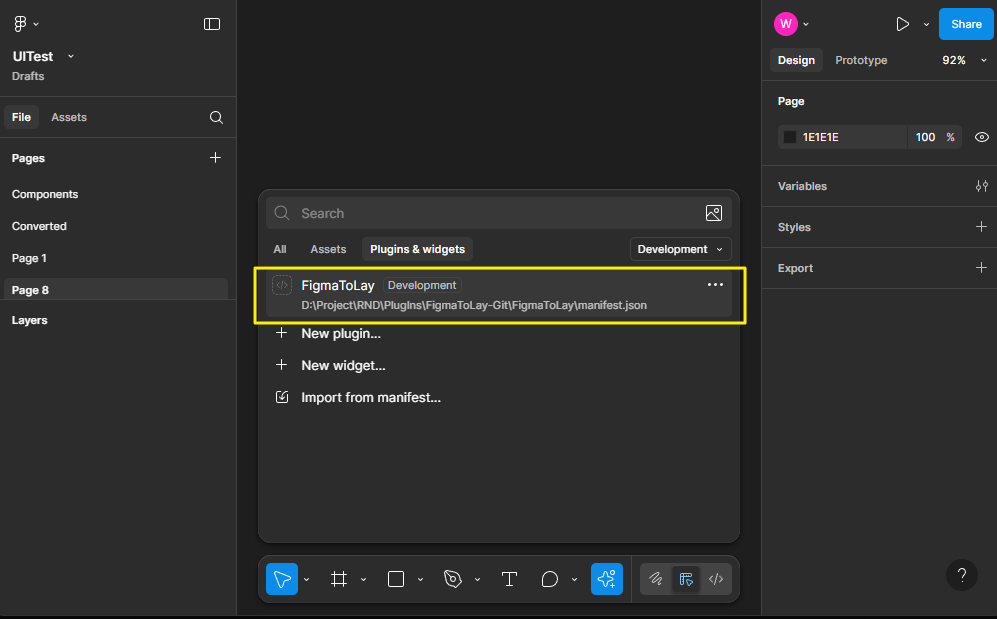 UITest
Drafts
File Assets
Pages
Components
Converted
Page 1
Page 8
Layers
Search
All Assets Plugins & widgets Development
FigmaToLay Development
D:\Project\RND\PlugIns\FigmaToLay-Git\FigmaToLay\manifest.json
New plugin...
New widget...
Import from manifest...
W Share
Design Prototype 92%
Page
1E1E1E 100 %
Variables
Styles
Export
?